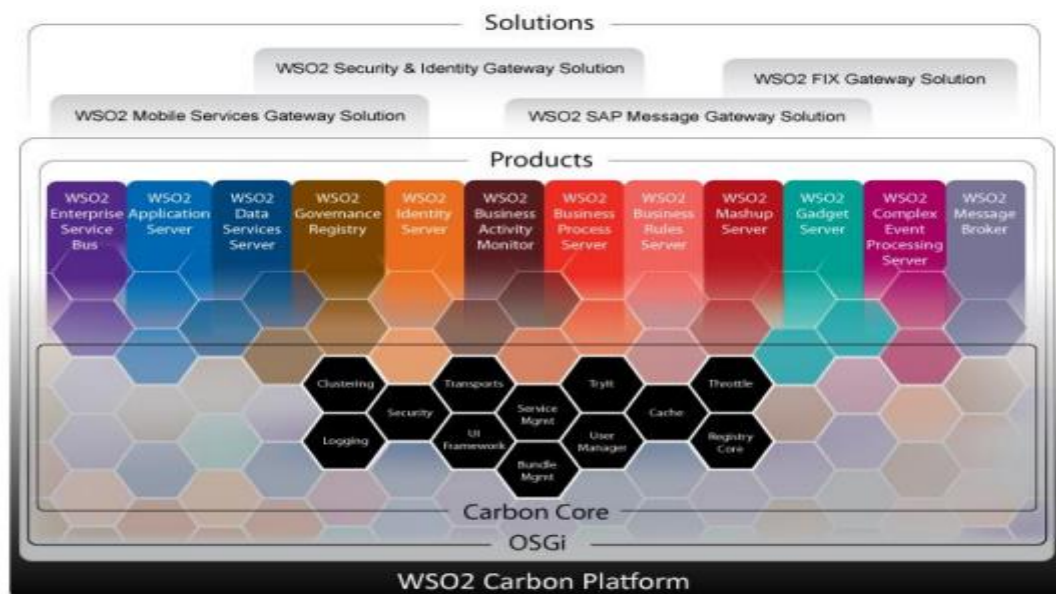 Solutions
WSO2 Security & Identity Gateway Solution
WSO2 FIX Gateway Solution
WSO2 Mobile Services Gateway Solution
WSO2 SAP Message Gateway Solution
Products
WSO2
Enterprise
Service
Bus
WSO2
Application
Server
WSO2
Data
Services
Server
WSO2
Governance
Registry
WSO2
Identity
Server
WSO2
Business
Activity
Monitor
WSO2
Business
Process
Server
WSO2
Business
Rules
Server
WSO2
Mashup
Server
WSO2
Gadget
Server
WSO2
Complex
Event
Processing
Server
WSO2
Message
Broker
Clustering
Transports
TryIt
Throttle
Security
Service
Mgmt
Cache
Logging
UI
Framework
User
Manager
Registry
Core
Bundle
Mgmt
Carbon Core
OSGi
WSO2 Carbon Platform